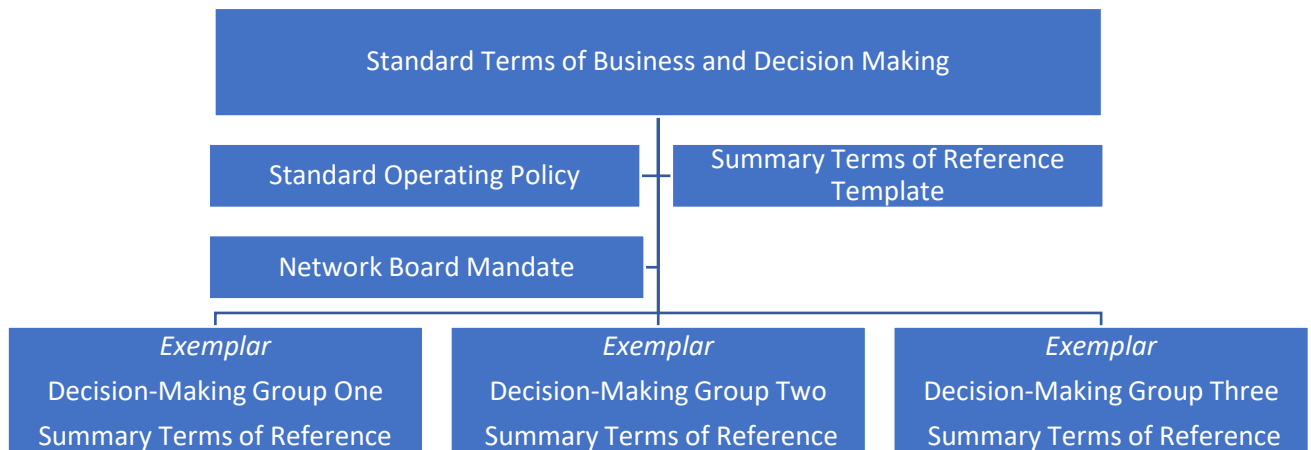 Standard Terms of Business and Decision Making
Standard Operating Policy
Summary Terms of Reference
Template
Network Board Mandate
Exemplar
Decision-Making Group One
Summary Terms of Reference
Exemplar
Decision-Making Group Two
Summary Terms of Reference
Exemplar
Decision-Making Group Three
Summary Terms of Reference